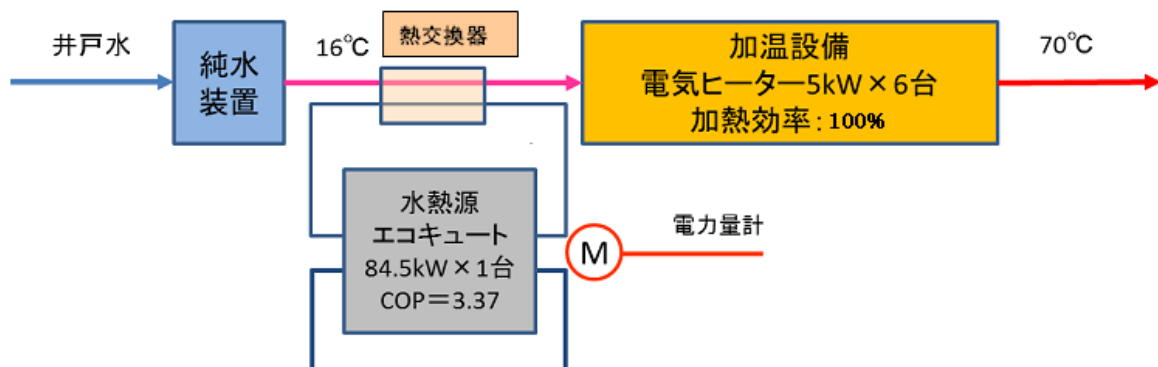 井戸水
純水
装置
16℃
熱交換器
加温設備
電気ヒーター5kW×6台
加熱効率：100%
70℃
水熱源
エコキュート
84.5kW×1台
COP＝3.37
M
電力量計